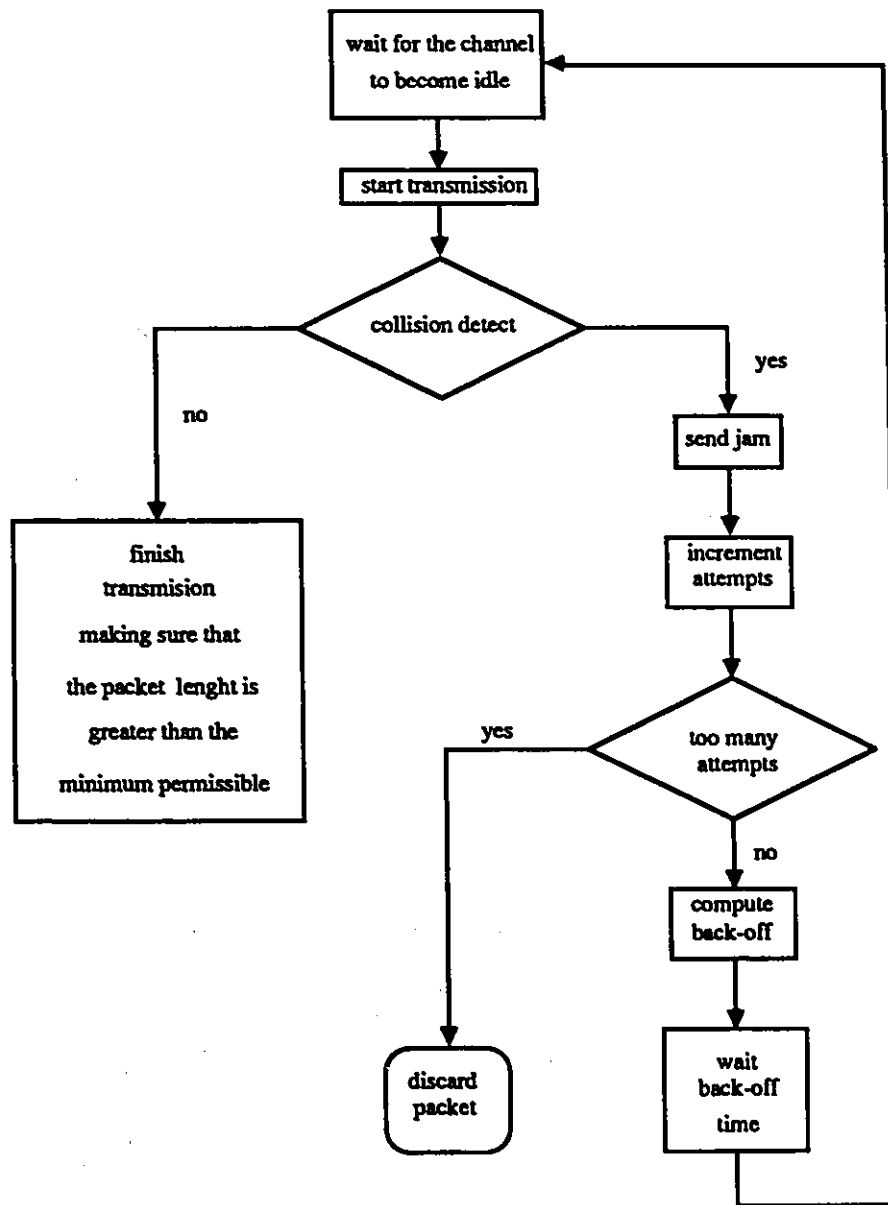 wait for the channel
to become idle
start transmission
collision detect
no
yes
finish
transmision
making sure that
the packet lenght is
greater than the
minimum permissible
send jam
increment
attempts
too many
attempts
yes
no
discard
packet
compute
back-off
wait
back-off
time